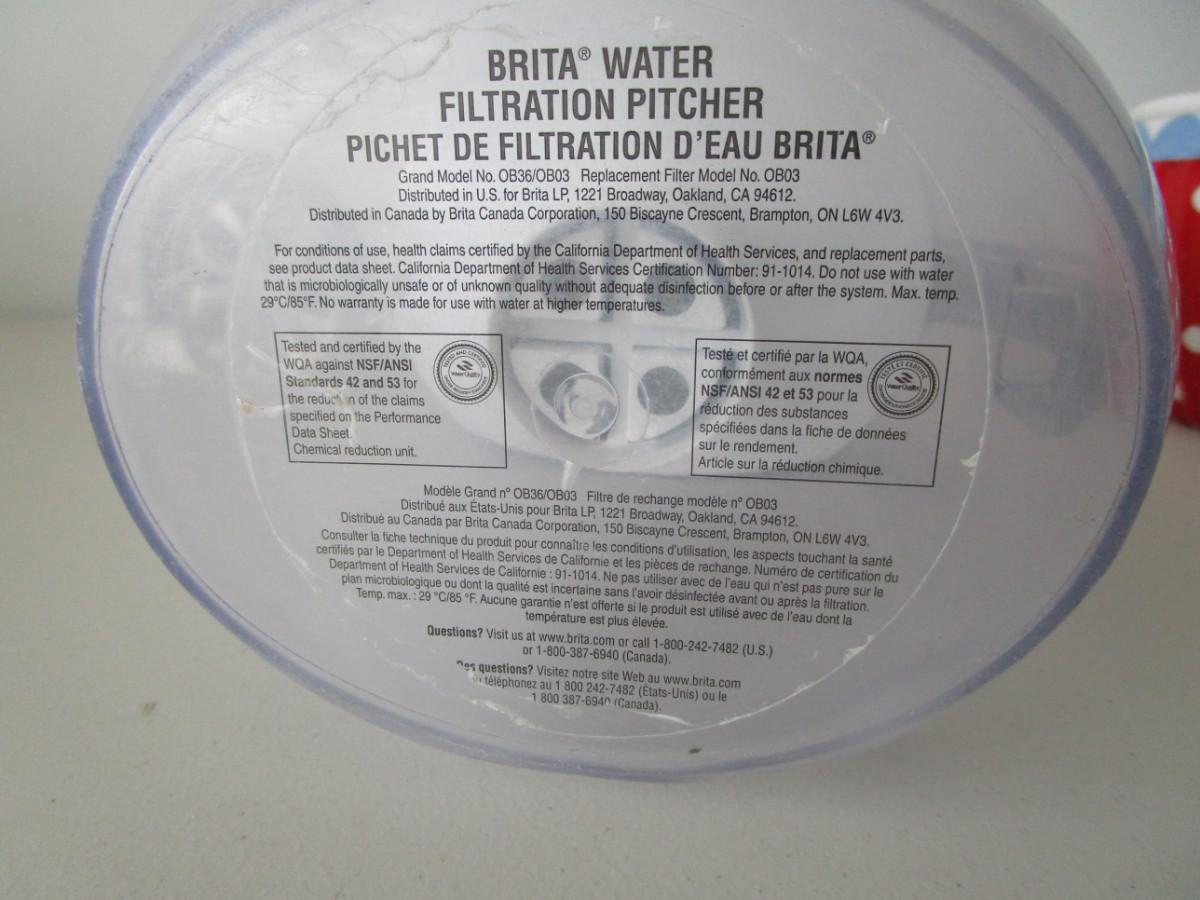 BRITA® WATER
FILTRATION PITCHER
PICHET DE FILTRATION D'EAU BRITA®
Grand Model No. OB36/OB03 Replacement Filter Model No. OB03
Distributed in U.S. for Brita LP, 1221 Broadway, Oakland, CA 94612.
Distributed in Canada by Brita Canada Corporation, 150 Biscayne Crescent, Brampton, ON L6W 4V3.
For conditions of use, health claims certified by the California Department of Health Services, and replacement parts,
see product data sheet. California Department of Health Services Certification Number: 91-1014. Do not use with water
that is microbiologically unsafe or of unknown quality without adequate disinfection before or after the system. Max. temp.
29°C/85°F. No warranty is made for use with water at higher temperatures.
Tested and certified by the
WQA against NSF/ANSI
Standards 42 and 53 for
the reduction of the claims
specified on the Performance
Data Sheet.
Chemical reduction unit.
Testé et certifié par la WQA,
conformément aux normes
NSF/ANSI 42 et 53 pour la
réduction des substances
spécifiées dans la fiche de données
sur le rendement.
Article sur la réduction chimique.
Modèle Grand nº OB36/OB03 Filtre de rechange modèle nº OB03
Distribué aux États-Unis pour Brita LP, 1221 Broadway, Oakland, CA 94612.
Distribué au Canada par Brita Canada Corporation, 150 Biscayne Crescent, Brampton, ON L6W 4V3.
Consulter la fiche technique du produit pour connaître les conditions d'utilisation, les aspects touchant la santé
certifiés par le Department of Health Services de Californie et les pièces de rechange. Numéro de certification du
Department of Health Services de Californie : 91-1014. Ne pas utiliser avec de l'eau qui n'est pas pure sur le
plan microbiologique ou dont la qualité est incertaine sans l'avoir désinfectée avant ou après la filtration.
Temp. max. : 29 °C/85 °F. Aucune garantie n'est offerte si le produit est utilisé avec de l'eau dont la
température est plus élevée.
Questions? Visit us at www.brita.com or call 1-800-242-7482 (U.S.)
or 1-800-387-6940 (Canada).
Des questions? Visitez notre site Web au www.brita.com
téléphonez au 1 800 242-7482 (États-Unis) ou le
1 800 387-6940 (Canada).